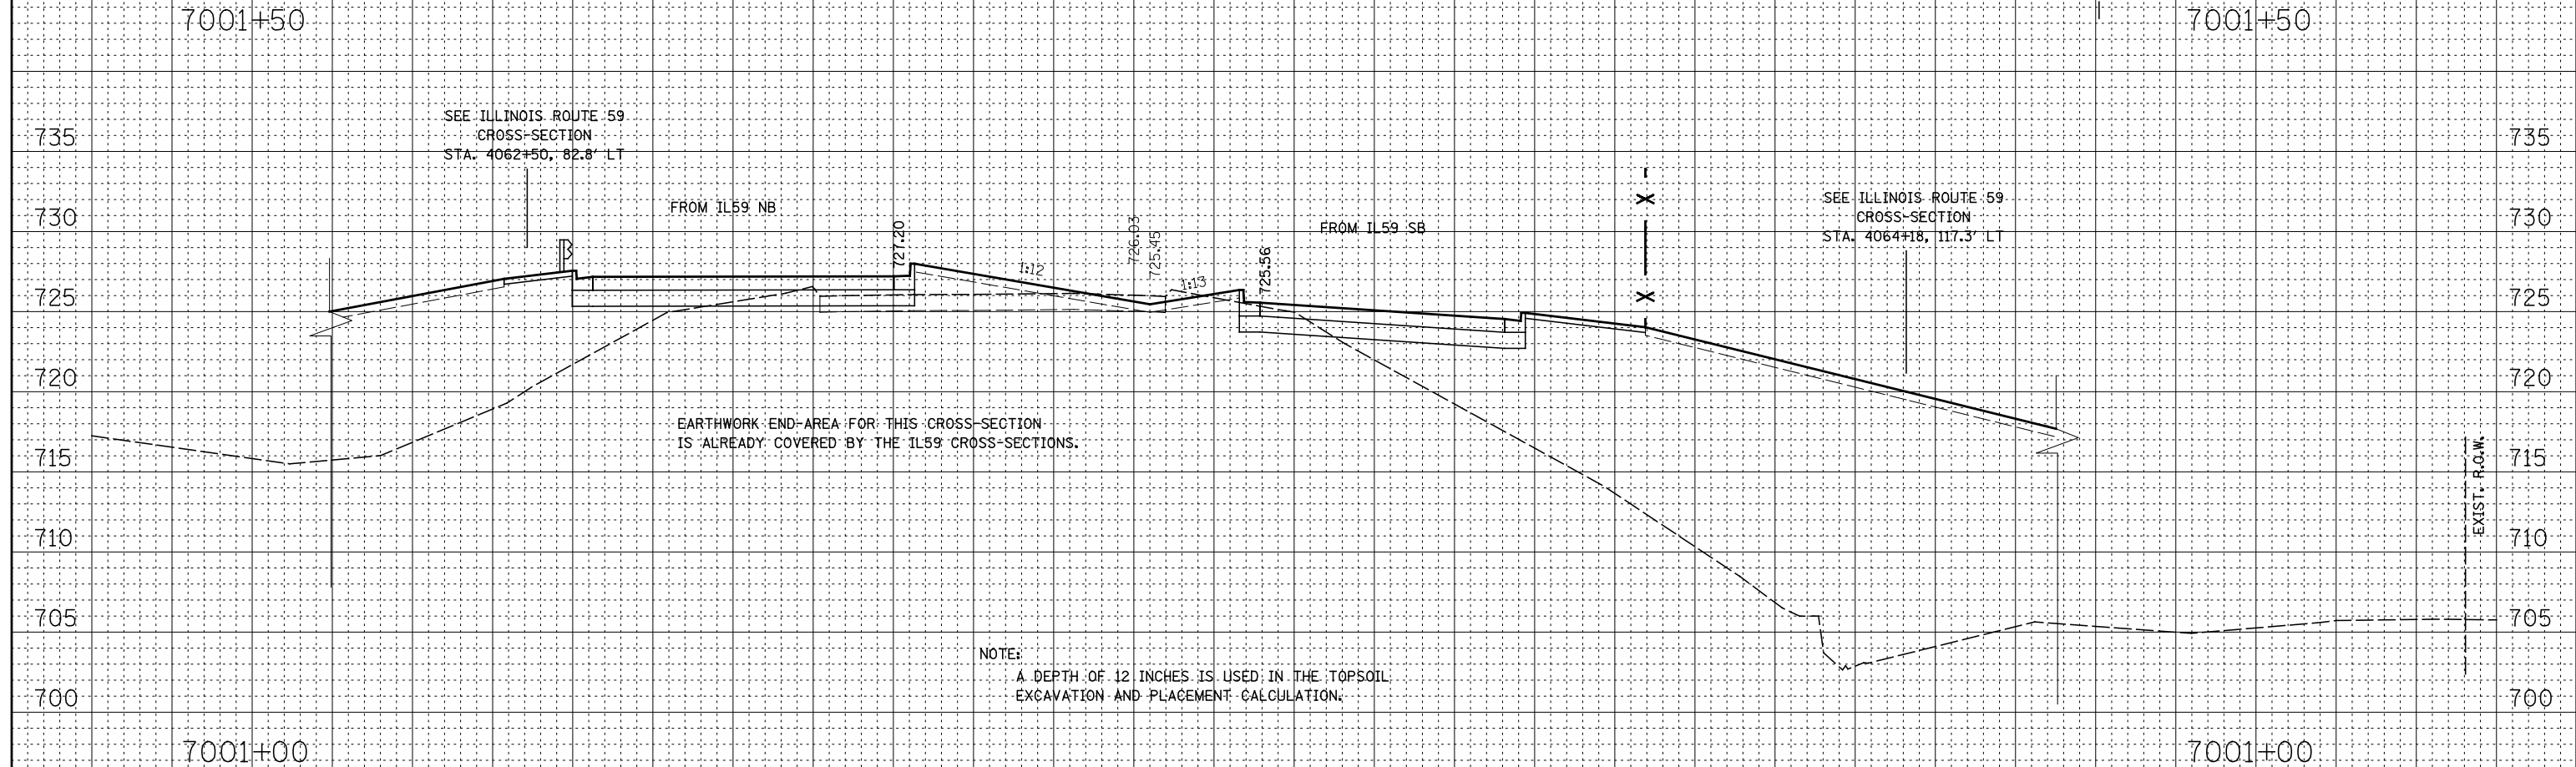 7001+50
7001+50
SEE ILLINOIS ROUTE 59
CROSS-SECTION
STA. 4062+50, 82.8' LT
735
735
SEE ILLINOIS ROUTE 59
CROSS-SECTION
STA. 4064+18, 117.3' LT
FROM IL59 NB
FROM IL59 SB
730
730
727.20
726.03
725.45
725.56
1:12
1:13
725
725
720
720
EARTHWORK END-AREA FOR THIS CROSS-SECTION
IS ALREADY COVERED BY THE IL59 CROSS-SECTIONS.
715
715
EXIST. R.O.W.
710
710
705
705
NOTE:
A DEPTH OF 12 INCHES IS USED IN THE TOPSOIL
EXCAVATION AND PLACEMENT CALCULATION.
700
700
7001+00
7001+00